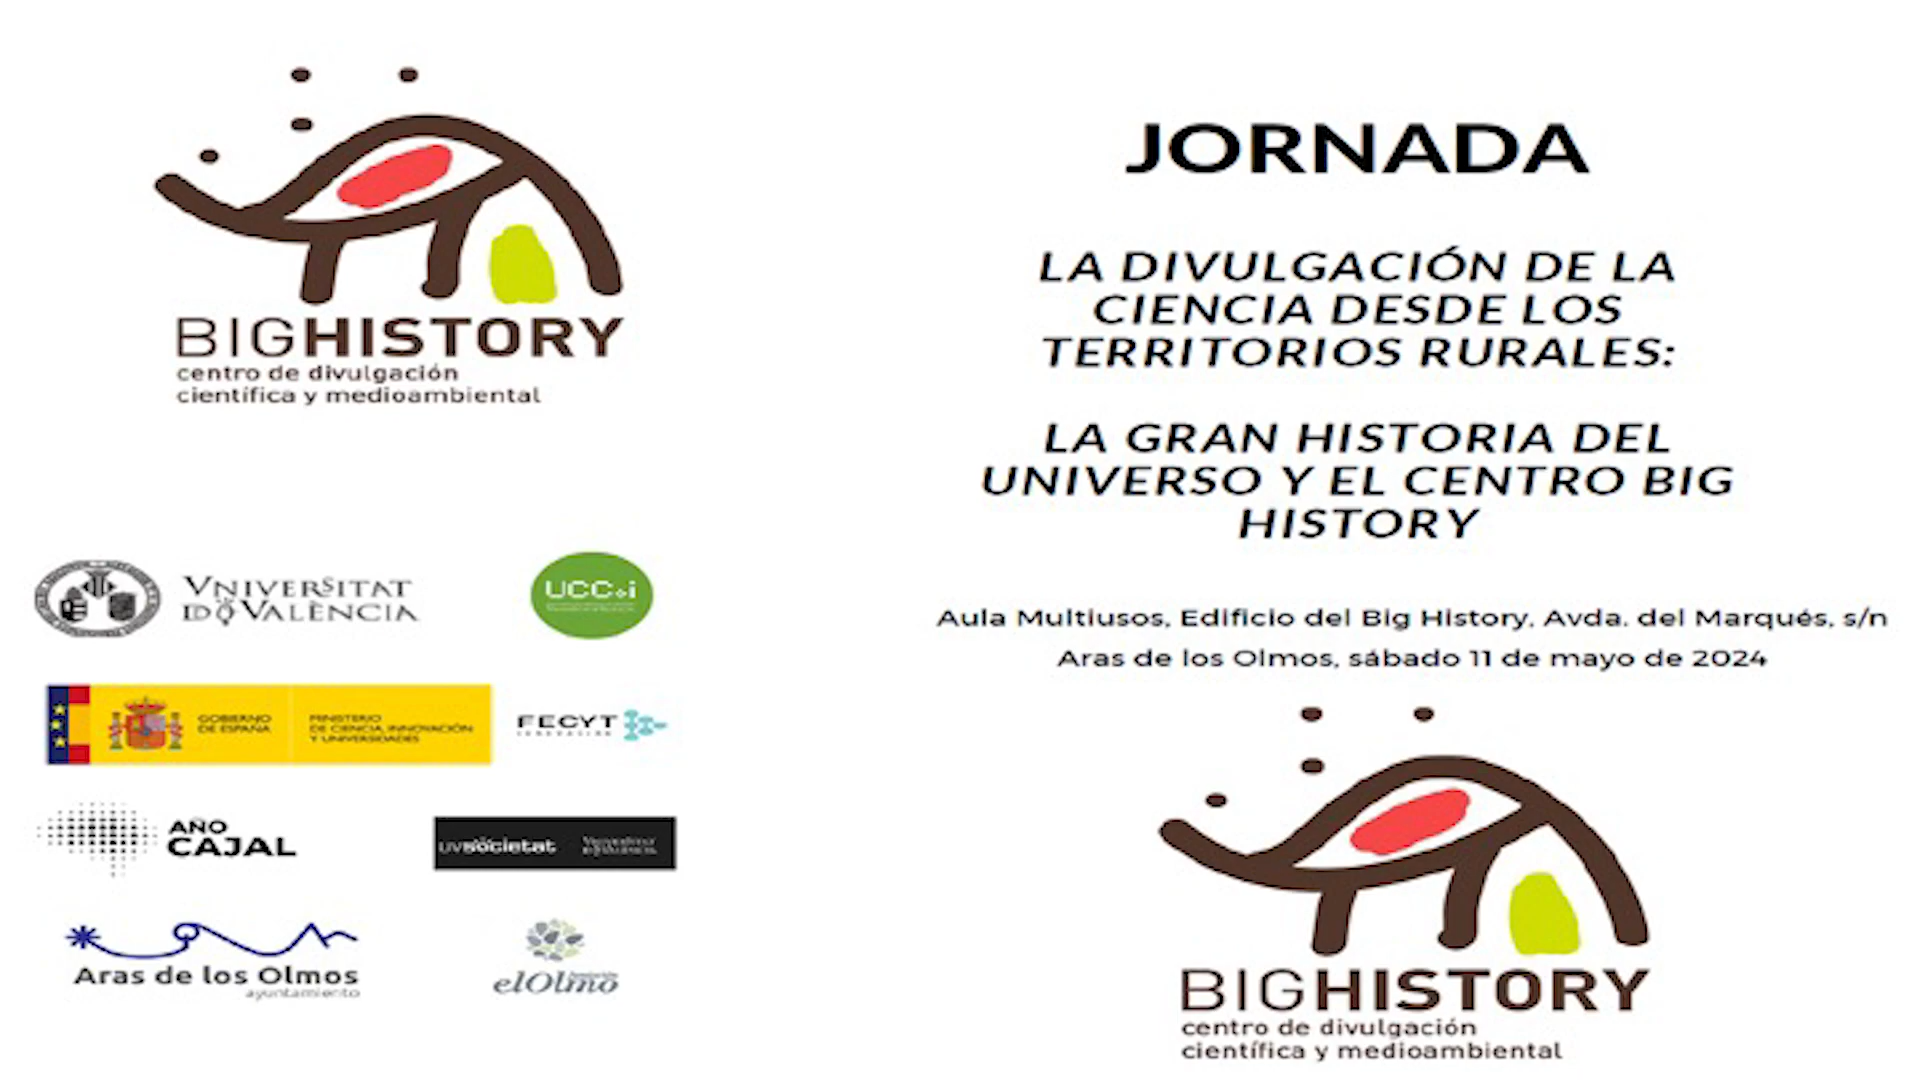 BIGHISTORY
centro de divulgación
científica y medioambiental
VNIVERSITAT
ID VALÈNCIA
UCC+i
GOBIERNO
DE ESPAÑA
MINISTERIO
DE CIENCIA, INNOVACIÓN
Y UNIVERSIDADES
FECYT
INNOVACIÓN
AÑO
CAJAL
uvsocietat
Aras de los Olmos
ayuntamiento
elOlmo
JORNADA
LA DIVULGACIÓN DE LA
CIENCIA DESDE LOS
TERRITORIOS RURALES:
LA GRAN HISTORIA DEL
UNIVERSO Y EL CENTRO BIG
HISTORY
Aula Multiusos, Edificio del Big History, Avda. del Marqués, s/n
Aras de los Olmos, sábado 11 de mayo de 2024
BIGHISTORY
centro de divulgación
científica y medioambiental